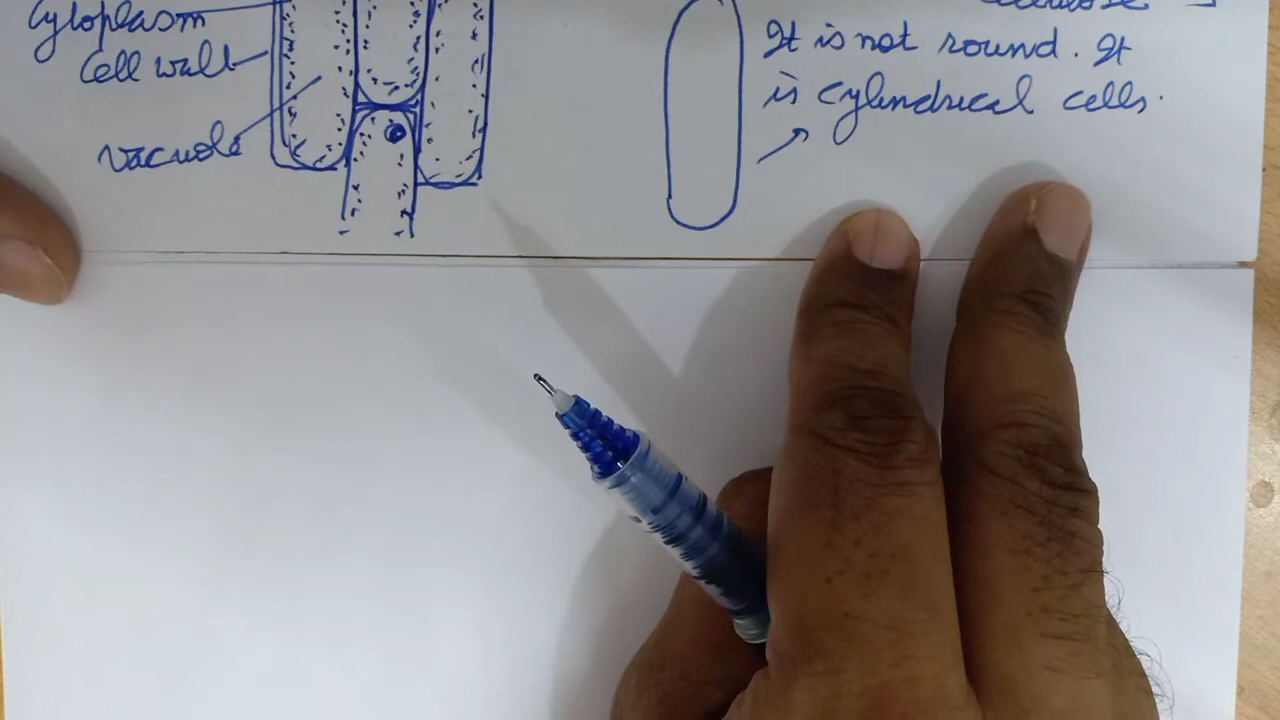 Cytoplasm
Cell wall
vacuole
It is not round. It
is cylindrical cells.